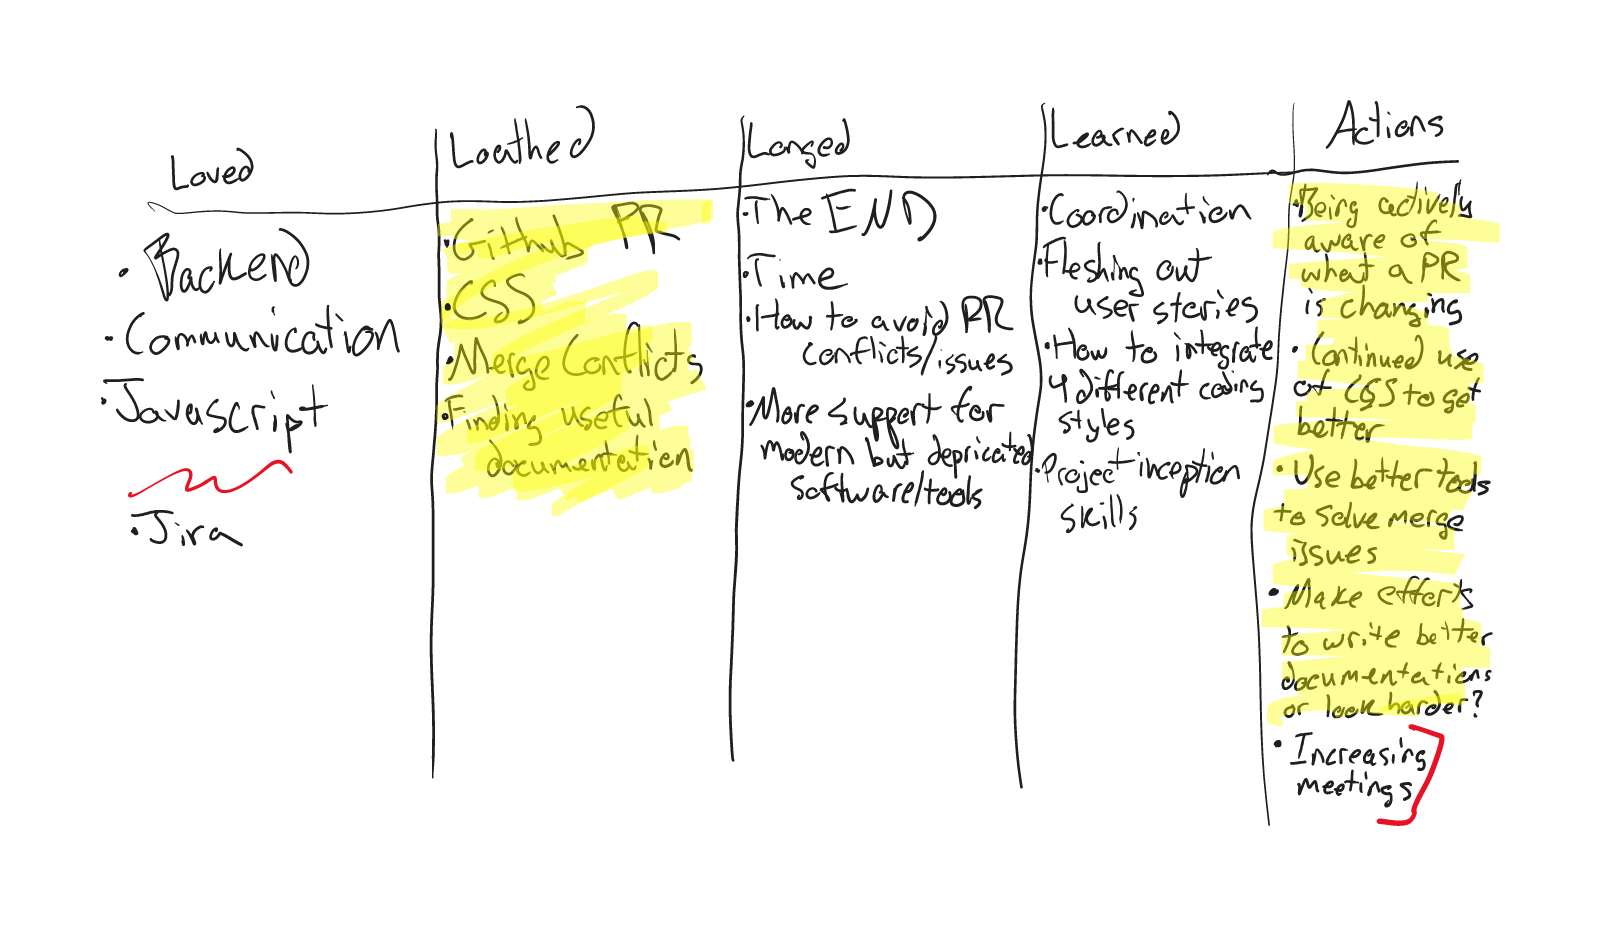 Loved
• Backend
• Communication
• Javascript
• Jira
Loathed
• Github PR
• CSS
• Merge Conflicts
• Finding useful
documentation
Longed
• The END
• Time
• How to avoid PR
conflicts/issues
• More support for
modern but depricated
software/tools
Learned
• Coordination
• Fleshing out
user stories
• How to integrate
4 different coding
styles
• Project inception
skills
Actions
• Being actively
aware of
what a PR
is changing
• Continued use
of CSS to get
better
• Use better tools
to solve merge
issues
• Make efforts
to write better
documentations
or look harder?
• Increasing
meetings